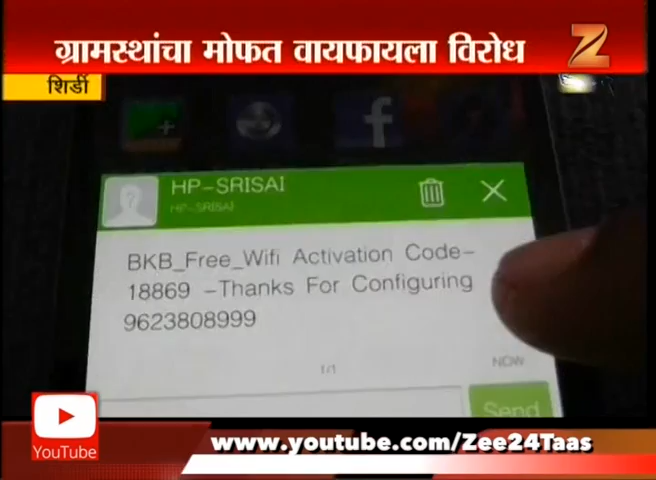 ग्रामस्थांचा मोफत वायफायला विरोध
शिर्डी
HP-SRISAI
HP-SRISAI
BKB_Free_Wifi Activation Code-
18869 -Thanks For Configuring
9623808999
1/1
NOW
Send
YouTube
www.youtube.com/Zee24Taas